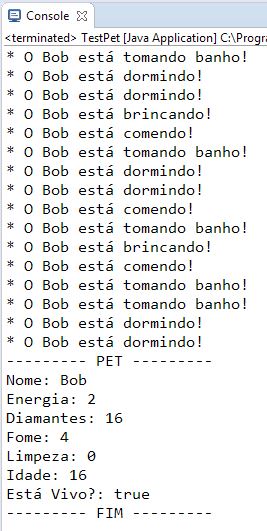 Console
<terminated> TestPet [Java Application] C:\Progra
* O Bob está tomando banho!
* O Bob está dormindo!
* O Bob está dormindo!
* O Bob está brincando!
* O Bob está comendo!
* O Bob está tomando banho!
* O Bob está dormindo!
* O Bob está dormindo!
* O Bob está comendo!
* O Bob está tomando banho!
* O Bob está brincando!
* O Bob está comendo!
* O Bob está tomando banho!
* O Bob está tomando banho!
* O Bob está dormindo!
* O Bob está dormindo!
--------- PET ---------
Nome: Bob
Energia: 2
Diamantes: 16
Fome: 4
Limpeza: 0
Idade: 16
Está Vivo?: true
--------- FIM ---------